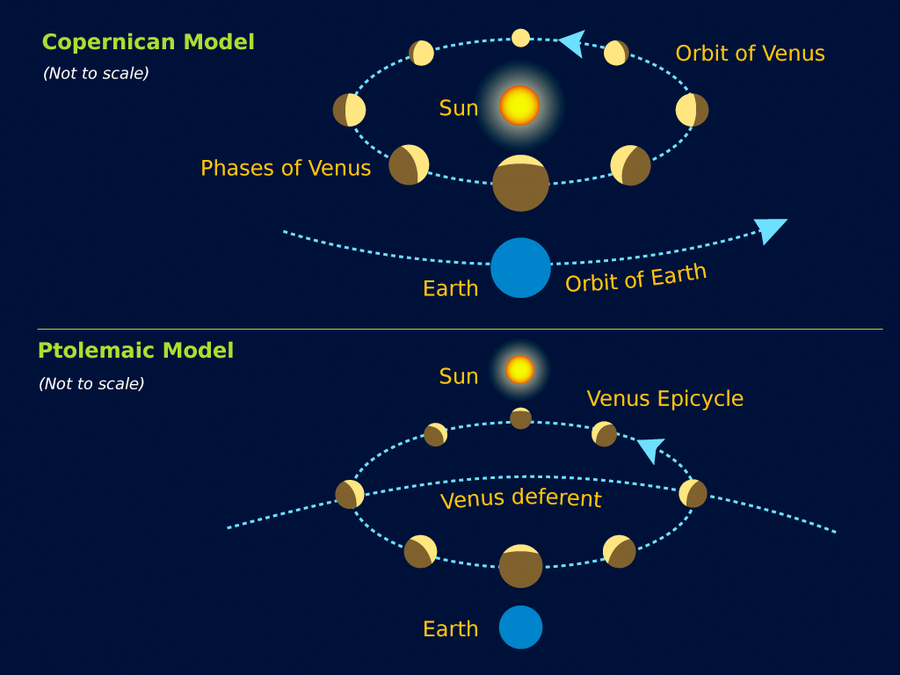 Copernican Model
(Not to scale)
Orbit of Venus
Sun
Phases of Venus
Earth
Orbit of Earth
Ptolemaic Model
(Not to scale)
Sun
Venus Epicycle
Venus deferent
Earth